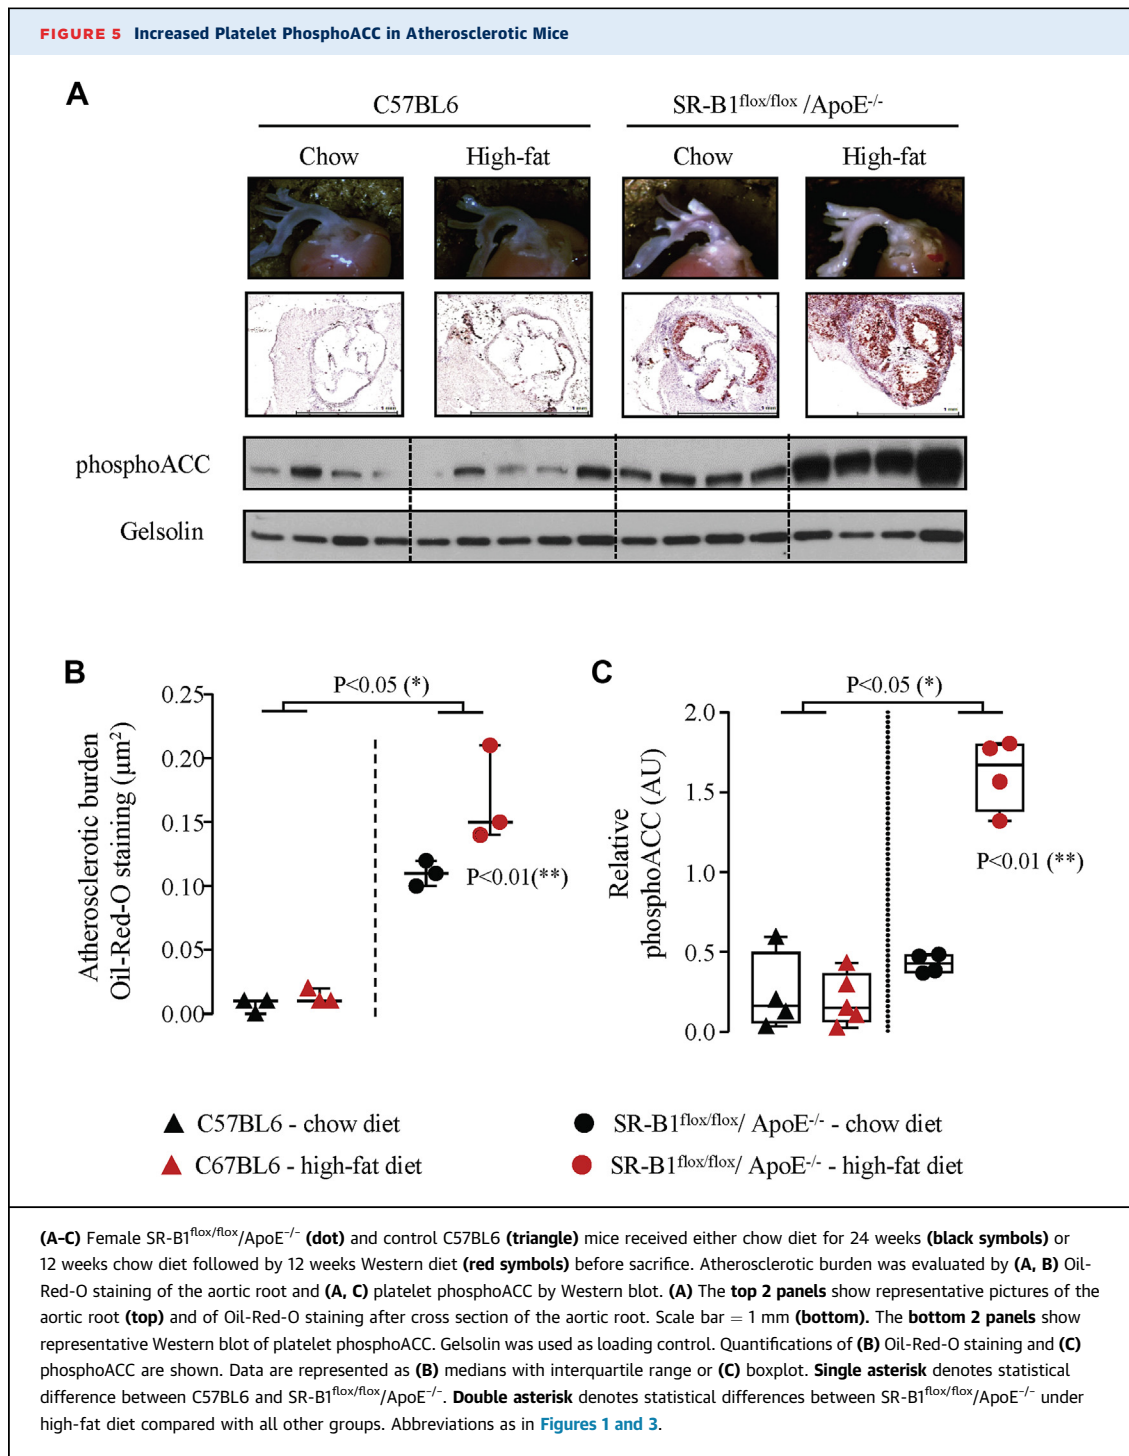 FIGURE 5 Increased Platelet PhosphoACC in Atherosclerotic Mice
A
C57BL6
SR-B1flox/flox /ApoE-/-
Chow
High-fat
Chow
High-fat
1 mm
1 mm
1 mm
1 mm
phosphoACC
Gelsolin
B
P<0.05 (*)
Atherosclerotic burden
Oil-Red-O staining (µm2)
0.25
0.20
0.15
0.10
0.05
0.00
P<0.01(**)
C
P<0.05 (*)
Relative
phosphoACC (AU)
2.0
1.5
1.0
0.5
0.0
P<0.01 (**)
C57BL6 - chow diet
SR-B1flox/flox/ ApoE-/- - chow diet
C67BL6 - high-fat diet
SR-B1flox/flox/ ApoE-/- - high-fat diet
(A-C) Female SR-B1flox/flox/ApoE−/− (dot) and control C57BL6 (triangle) mice received either chow diet for 24 weeks (black symbols) or
12 weeks chow diet followed by 12 weeks Western diet (red symbols) before sacrifice. Atherosclerotic burden was evaluated by (A, B) Oil-
Red-O staining of the aortic root and (A, C) platelet phosphoACC by Western blot. (A) The top 2 panels show representative pictures of the
aortic root (top) and of Oil-Red-O staining after cross section of the aortic root. Scale bar = 1 mm (bottom). The bottom 2 panels show
representative Western blot of platelet phosphoACC. Gelsolin was used as loading control. Quantifications of (B) Oil-Red-O staining and (C)
phosphoACC are shown. Data are represented as (B) medians with interquartile range or (C) boxplot. Single asterisk denotes statistical
difference between C57BL6 and SR-B1flox/flox/ApoE−/−. Double asterisk denotes statistical differences between SR-B1flox/flox/ApoE−/− under
high-fat diet compared with all other groups. Abbreviations as in Figures 1 and 3.